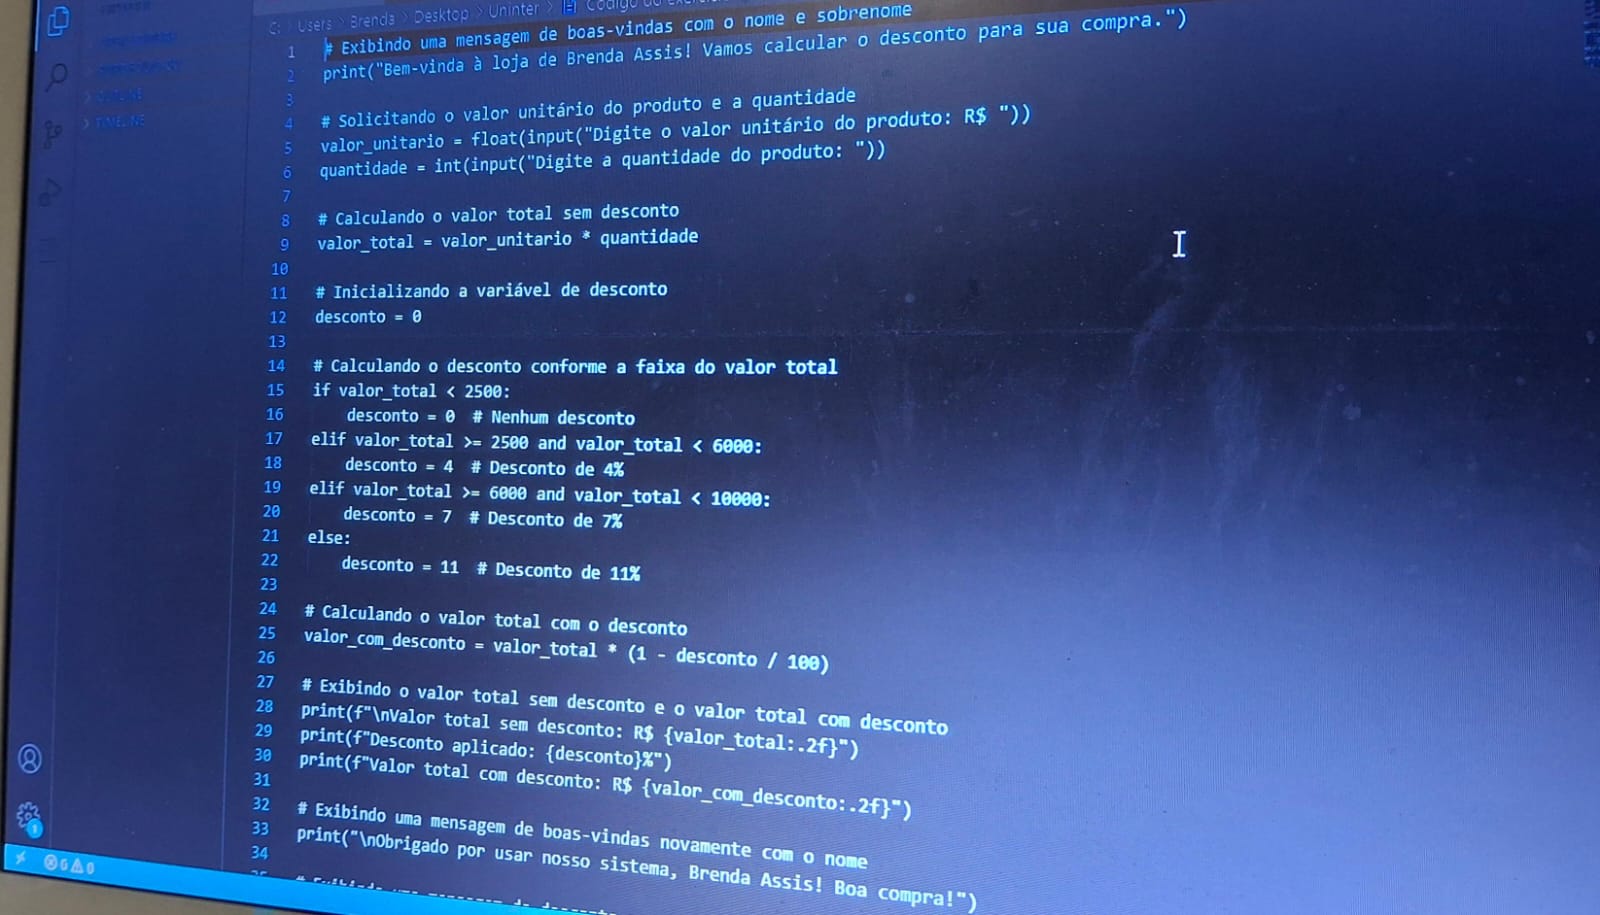 C: > Users > Brenda > Desktop > Uninter >
1 # Exibindo uma mensagem de boas-vindas com o nome e sobrenome
2 print("Bem-vinda à loja de Brenda Assis! Vamos calcular o desconto para sua compra.")
3
4 # Solicitando o valor unitário do produto e a quantidade
5 valor_unitario = float(input("Digite o valor unitário do produto: R$ "))
6 quantidade = int(input("Digite a quantidade do produto: "))
7
8 # Calculando o valor total sem desconto
9 valor_total = valor_unitario * quantidade
10
11 # Inicializando a variável de desconto
12 desconto = 0
13
14 # Calculando o desconto conforme a faixa do valor total
15 if valor_total < 2500:
16 desconto = 0 # Nenhum desconto
17 elif valor_total >= 2500 and valor_total < 6000:
18 desconto = 4 # Desconto de 4%
19 elif valor_total >= 6000 and valor_total < 10000:
20 desconto = 7 # Desconto de 7%
21 else:
22 desconto = 11 # Desconto de 11%
23
24 # Calculando o valor total com o desconto
25 valor_com_desconto = valor_total * (1 - desconto / 100)
26
27 # Exibindo o valor total sem desconto e o valor total com desconto
28 print(f"\nValor total sem desconto: R$ {valor_total:.2f}")
29 print(f"Desconto aplicado: {desconto}%")
30 print(f"Valor total com desconto: R$ {valor_com_desconto:.2f}")
31
32 # Exibindo uma mensagem de boas-vindas novamente com o nome
33 print("\nObrigado por usar nosso sistema, Brenda Assis! Boa compra!")
34
TIMELINE